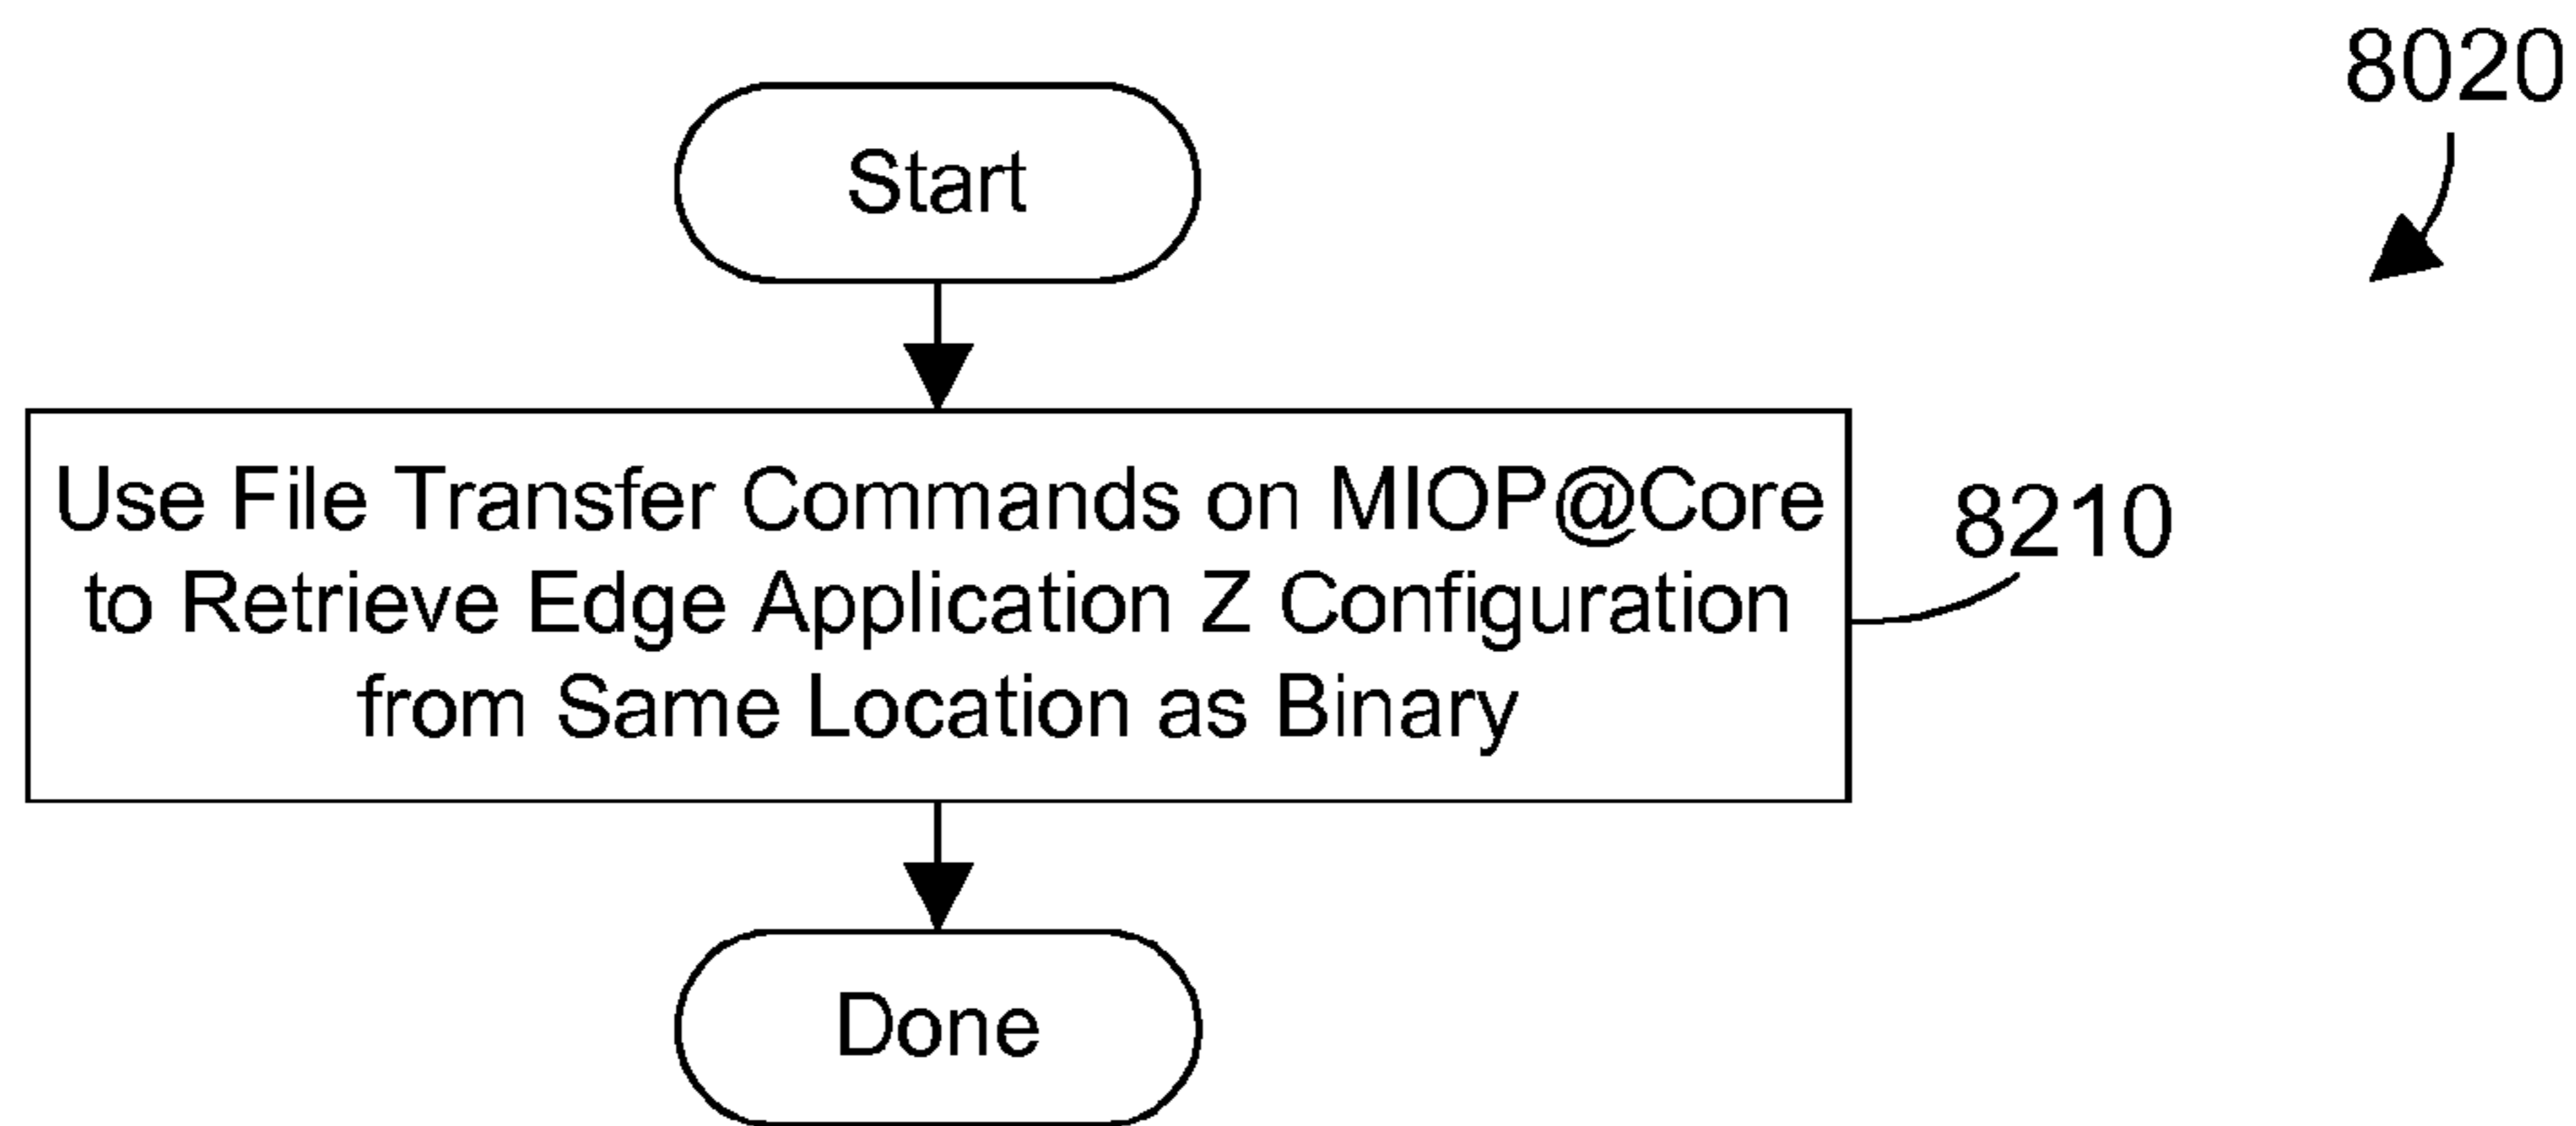 8020
Start
Use File Transfer Commands on MIOP@Core
to Retrieve Edge Application Z Configuration
from Same Location as Binary
8210
Done